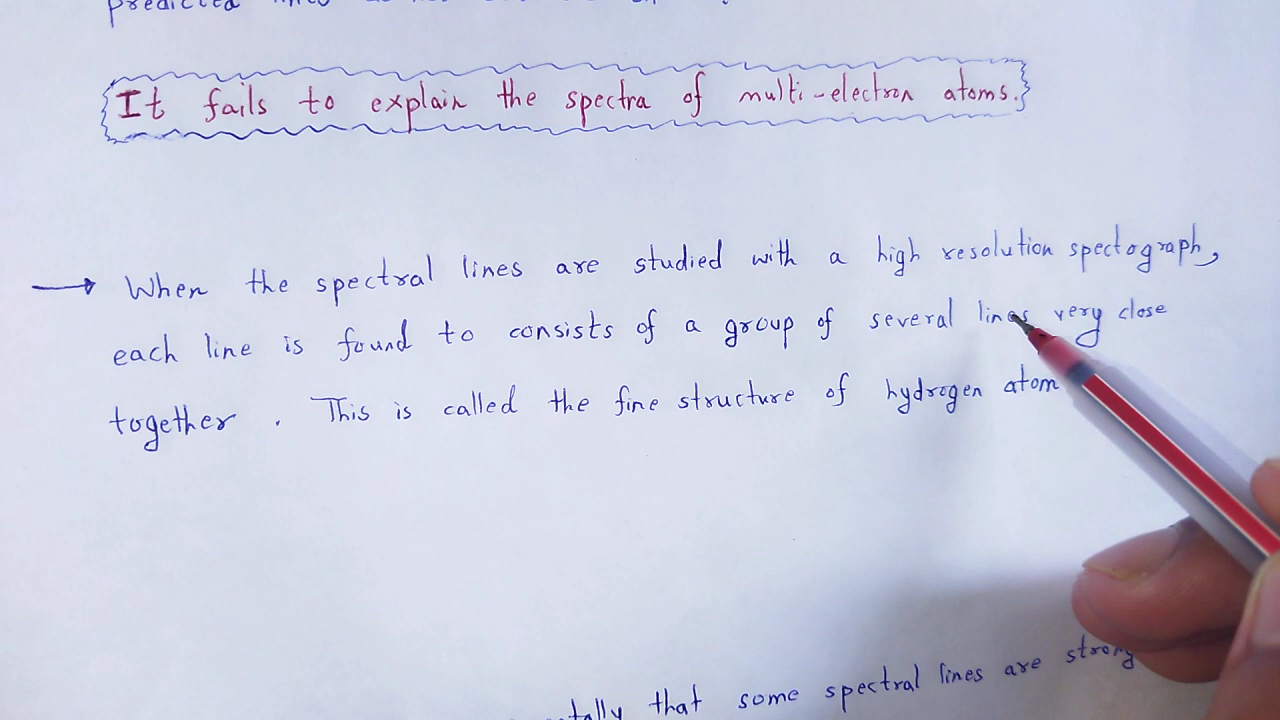 predicted lines
It fails to explain the spectra of multi-electron atoms.
When the spectral lines are studied with a high resolution spectograph,
each line is found to consists of a group of several lines very close
together . This is called the fine structure of hydrogen atom
that some spectral lines are